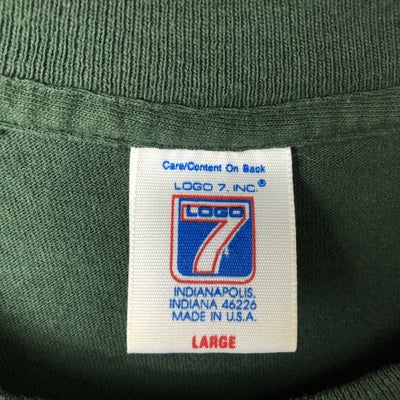 Care/Content On Back
LOGO 7, INC.®
LOGO
7
INDIANAPOLIS,
INDIANA 46226
MADE IN U.S.A.
LARGE